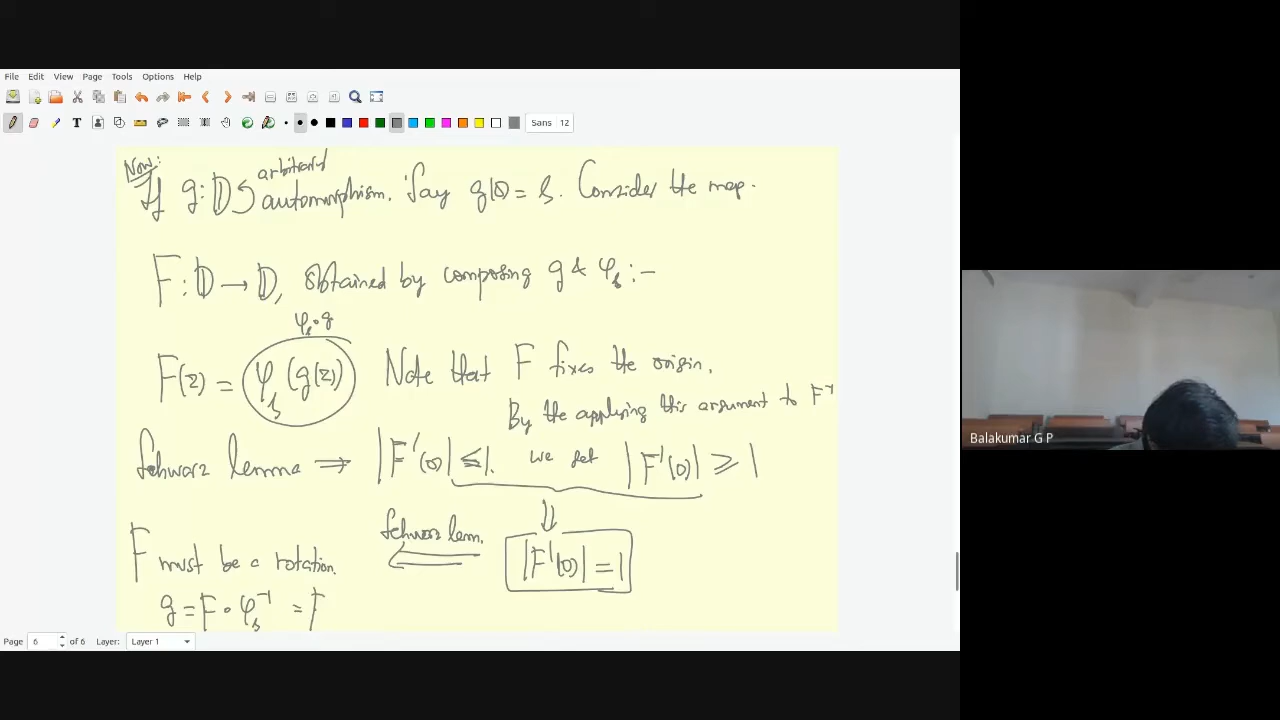 File Edit View Page Tools Options Help
Sans 12
Now:
arbitrary
If g: 𝔻 automorphism. Say g(0) = b. Consider the map.
F: 𝔻 → 𝔻, obtained by composing g & φ_b :-
φ_b ∘ g
F(z) = φ_b (g(z)) Note that F fixes the origin.
By the applying this argument to F⁻¹
Schwarz lemma ⇒ |F'(0)| ≤ 1. we get |F'(0)| ≥ 1
⇓
Schwarz lem.
F must be a rotation. ⇐ |F'(0)| = 1
g = F ∘ φ_b⁻¹ = F
Balakumar G P
Page 6 of 6 Layer: Layer 1